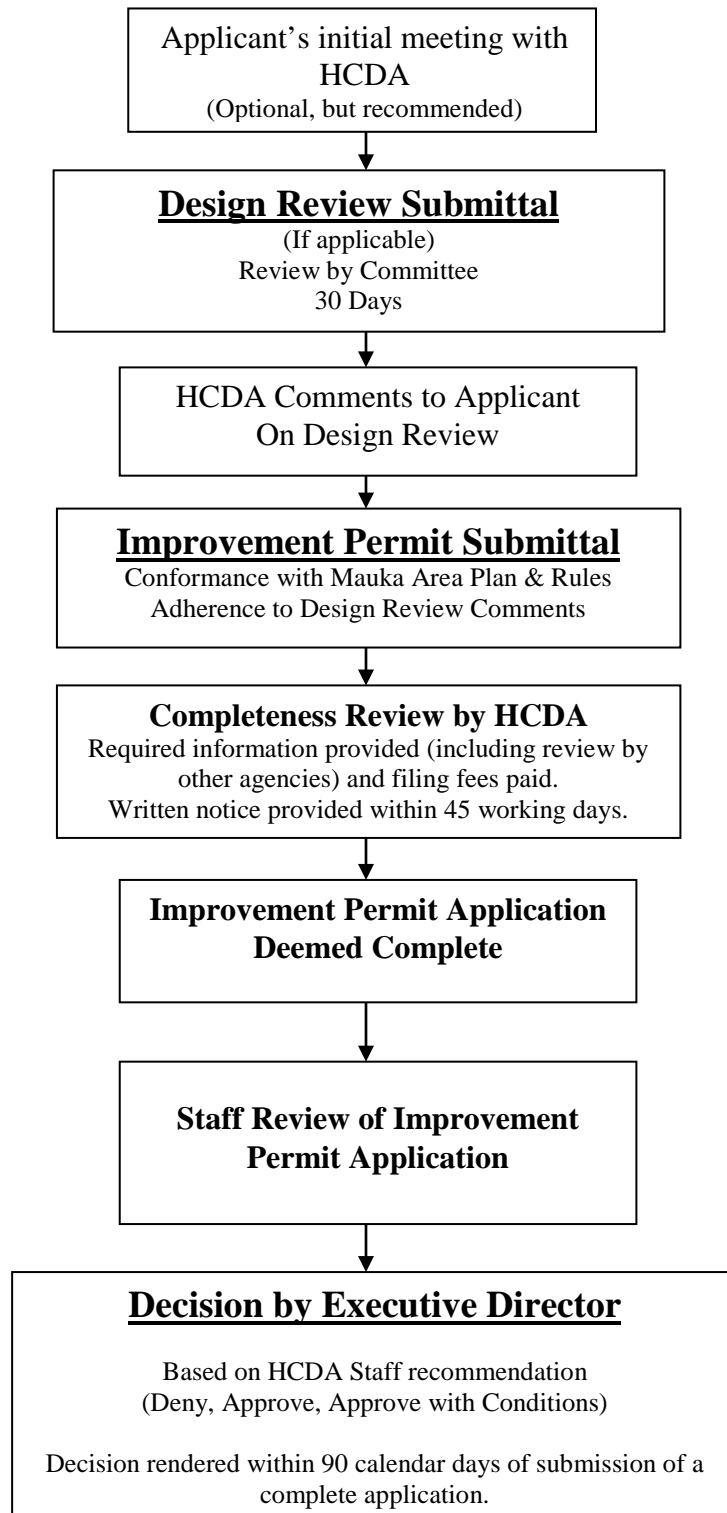 Applicant’s initial meeting with
HCDA
(Optional, but recommended)
Design Review Submittal
(If applicable)
Review by Committee
30 Days
HCDA Comments to Applicant
On Design Review
Improvement Permit Submittal
Conformance with Mauka Area Plan & Rules
Adherence to Design Review Comments
Completeness Review by HCDA
Required information provided (including review by
other agencies) and filing fees paid.
Written notice provided within 45 working days.
Improvement Permit Application
Deemed Complete
Staff Review of Improvement
Permit Application
Decision by Executive Director
Based on HCDA Staff recommendation
(Deny, Approve, Approve with Conditions)
Decision rendered within 90 calendar days of submission of a
complete application.